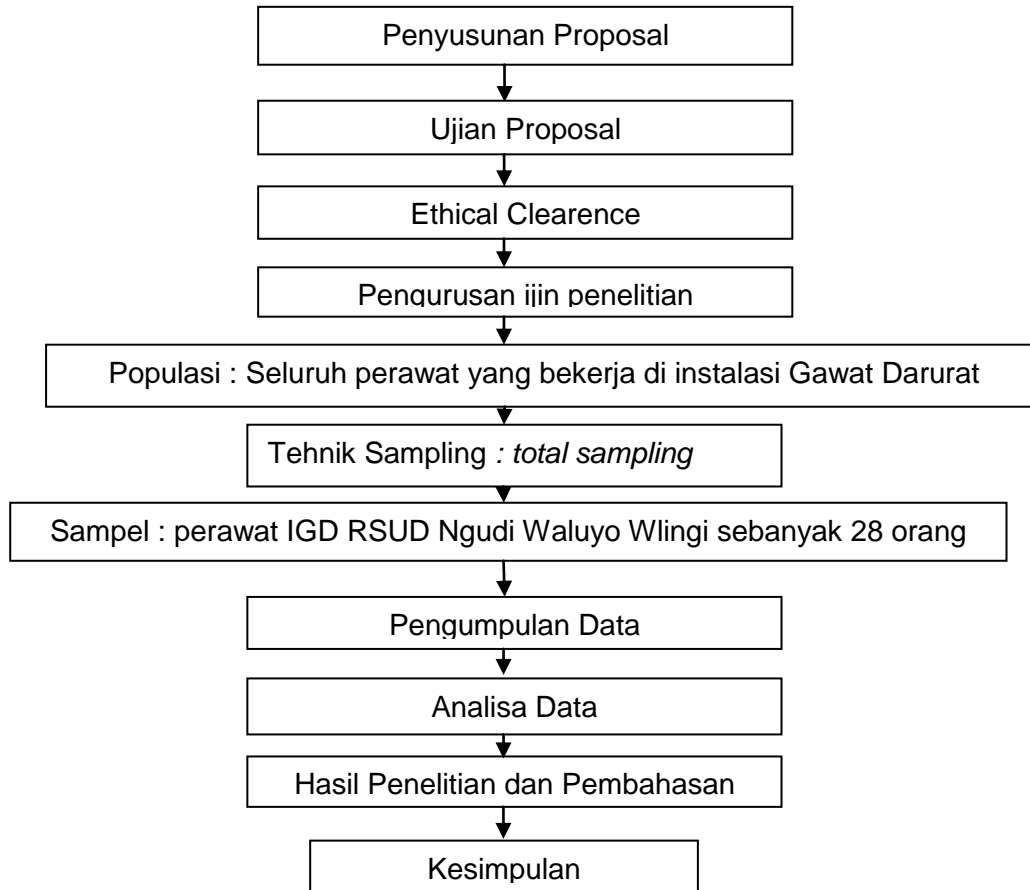 Penyusunan Proposal
Ujian Proposal
Ethical Clearence
Pengurusan ijin penelitian
Populasi : Seluruh perawat yang bekerja di instalasi Gawat Darurat
Tehnik Sampling : total sampling
Sampel : perawat IGD RSUD Ngudi Waluyo Wlingi sebanyak 28 orang
Pengumpulan Data
Analisa Data
Hasil Penelitian dan Pembahasan
Kesimpulan